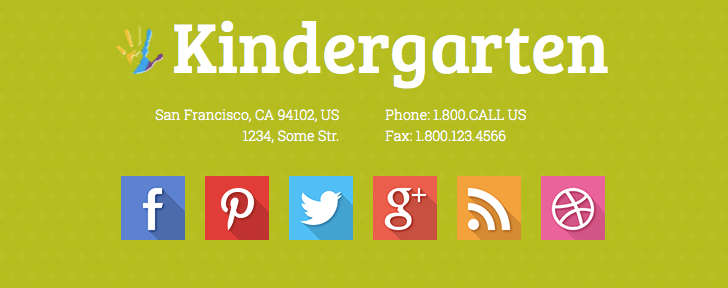 Kindergarten
San Francisco, CA 94102, US
1234, Some Str.
Phone: 1.800.CALL US
Fax: 1.800.123.4566